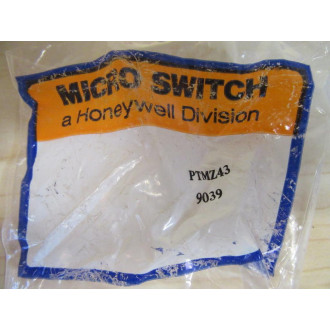 MICRO SWITCH
a Honeywell Division
PTMZ43
9039